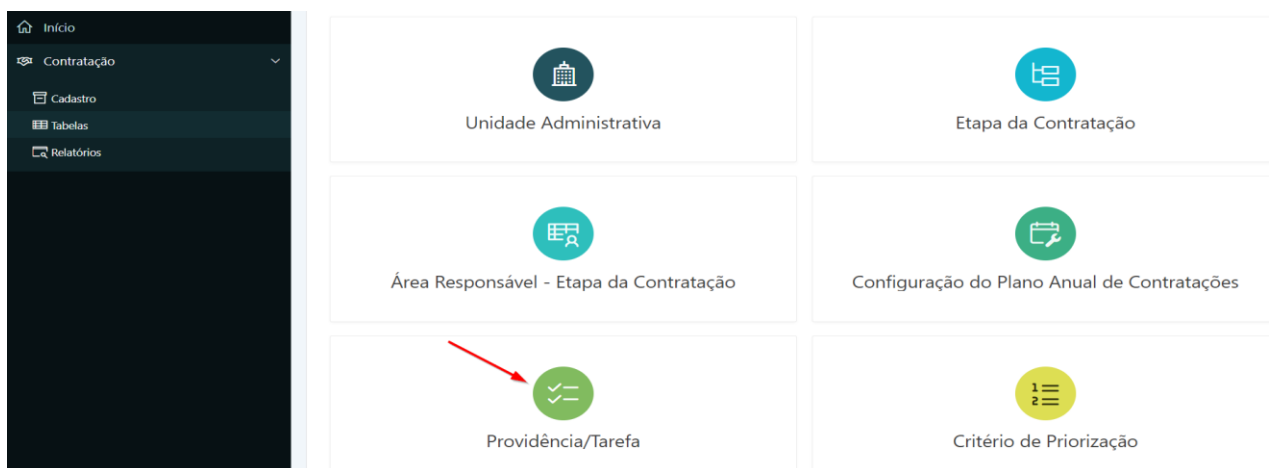 Início
Contratação
Cadastro
Tabelas
Relatórios
Unidade Administrativa
Etapa da Contratação
Área Responsável - Etapa da Contratação
Configuração do Plano Anual de Contratações
Providência/Tarefa
Critério de Priorização